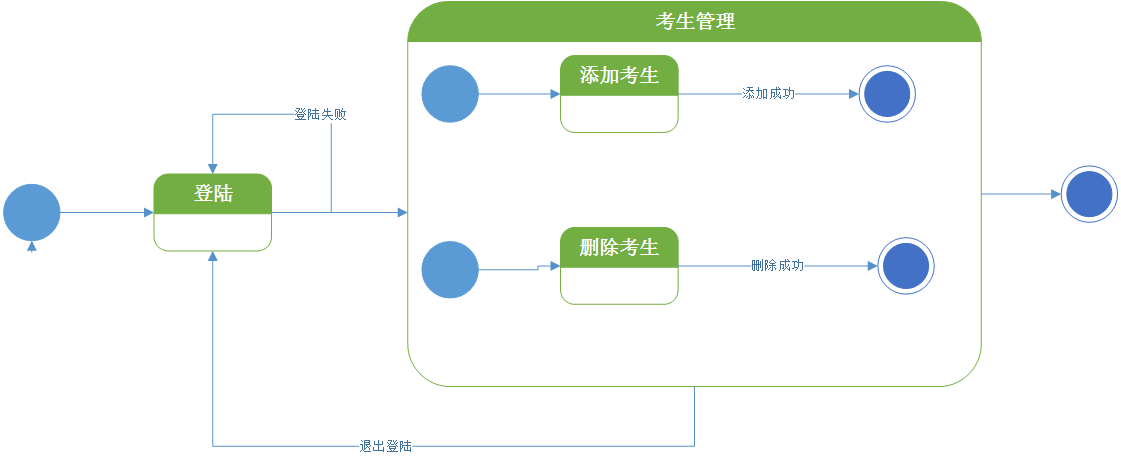 考生管理
添加考生
添加成功
登陆失败
登陆
删除考生
删除成功
退出登陆